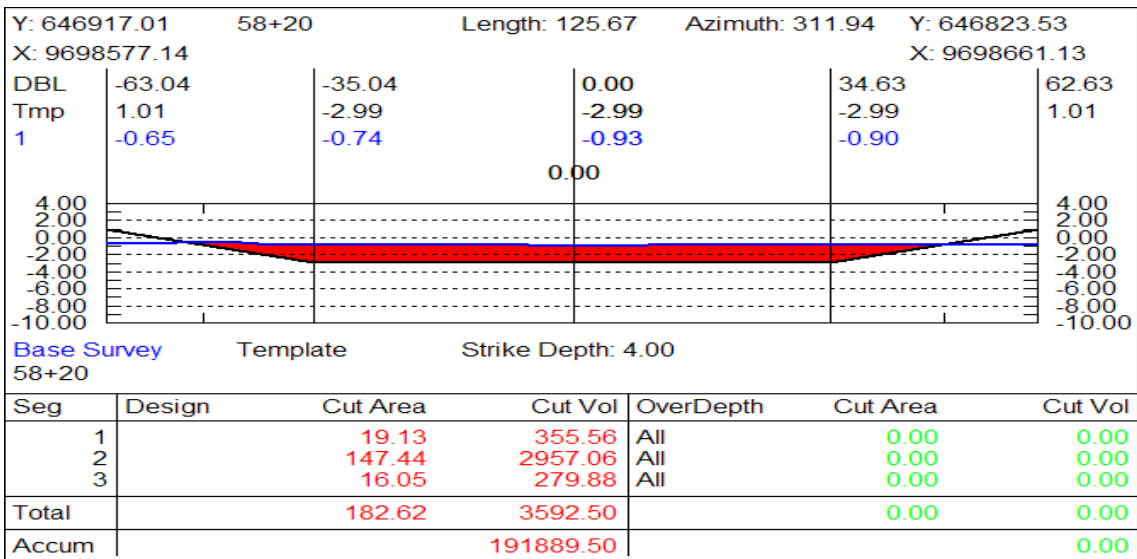 Y: 646917.01 58+20 Length: 125.67 Azimuth: 311.94 Y: 646823.53
X: 9698577.14 X: 9698661.13
DBL -63.04 -35.04 0.00 34.63 62.63
Tmp 1.01 -2.99 -2.99 -2.99 1.01
1 -0.65 -0.74 -0.93 -0.90
0.00
4.00 4.00
2.00 2.00
0.00 0.00
-2.00 -2.00
-4.00 -4.00
-6.00 -6.00
-8.00 -8.00
-10.00 -10.00
Base Survey Template Strike Depth: 4.00
58+20
Seg Design Cut Area Cut Vol OverDepth Cut Area Cut Vol
1 19.13 355.56 All 0.00 0.00
2 147.44 2957.06 All 0.00 0.00
3 16.05 279.88 All 0.00 0.00
Total 182.62 3592.50 0.00 0.00
Accum 191889.50 0.00